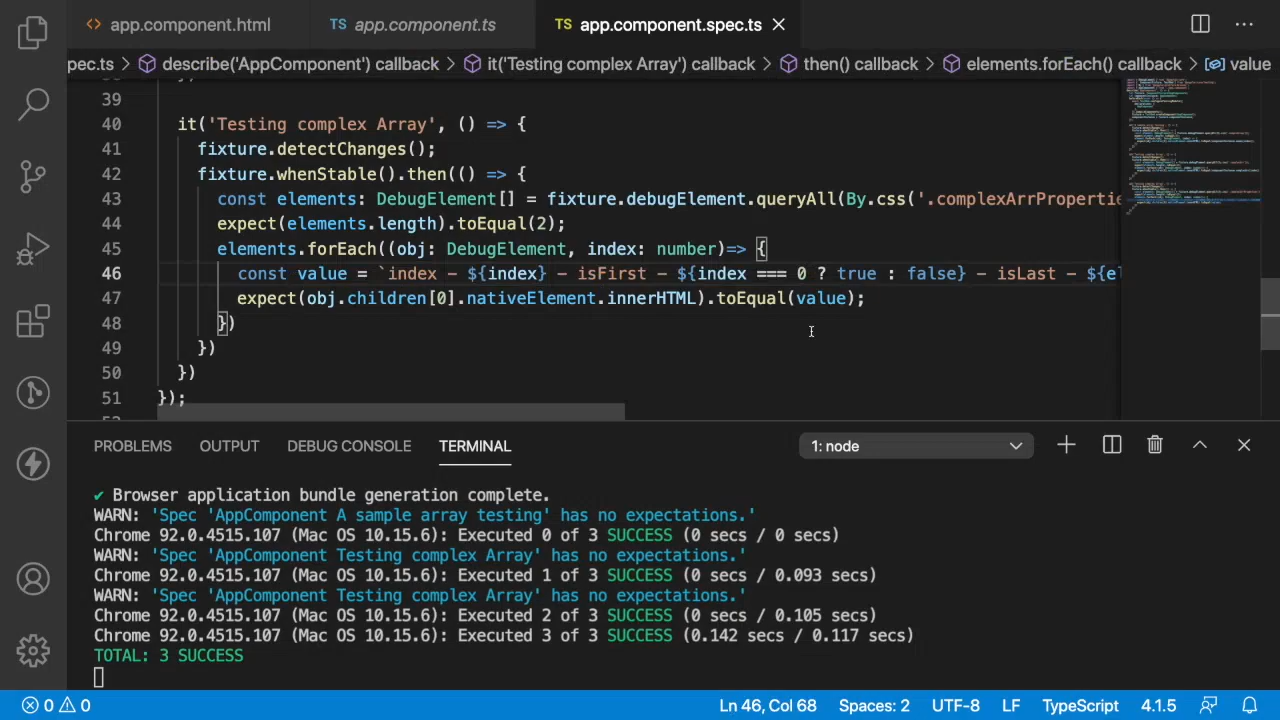 app.component.html
TS app.component.ts
TS app.component.spec.ts
pec.ts > describe('AppComponent') callback > it('Testing complex Array') callback > then() callback > elements.forEach() callback > value
39
40 it('Testing complex Array', () => {
41 fixture.detectChanges();
42 fixture.whenStable().then(() => {
43 const elements: DebugElement[] = fixture.debugElement.queryAll(By.css('.complexArrPropertie
44 expect(elements.length).toEqual(2);
45 elements.forEach((obj: DebugElement, index: number)=> {
46 const value = `index - ${index} - isFirst - ${index === 0 ? true : false} - isLast - ${el
47 expect(obj.children[0].nativeElement.innerHTML).toEqual(value);
48 })
49 })
50 })
51 });
PROBLEMS OUTPUT DEBUG CONSOLE TERMINAL 1: node
✔ Browser application bundle generation complete.
WARN: 'Spec 'AppComponent A sample array testing' has no expectations.'
Chrome 92.0.4515.107 (Mac OS 10.15.6): Executed 0 of 3 SUCCESS (0 secs / 0 secs)
WARN: 'Spec 'AppComponent Testing complex Array' has no expectations.'
Chrome 92.0.4515.107 (Mac OS 10.15.6): Executed 1 of 3 SUCCESS (0 secs / 0.093 secs)
WARN: 'Spec 'AppComponent Testing complex Array' has no expectations.'
Chrome 92.0.4515.107 (Mac OS 10.15.6): Executed 2 of 3 SUCCESS (0 secs / 0.105 secs)
Chrome 92.0.4515.107 (Mac OS 10.15.6): Executed 3 of 3 SUCCESS (0.142 secs / 0.117 secs)
TOTAL: 3 SUCCESS
0 0 Ln 46, Col 68 Spaces: 2 UTF-8 LF TypeScript 4.1.5